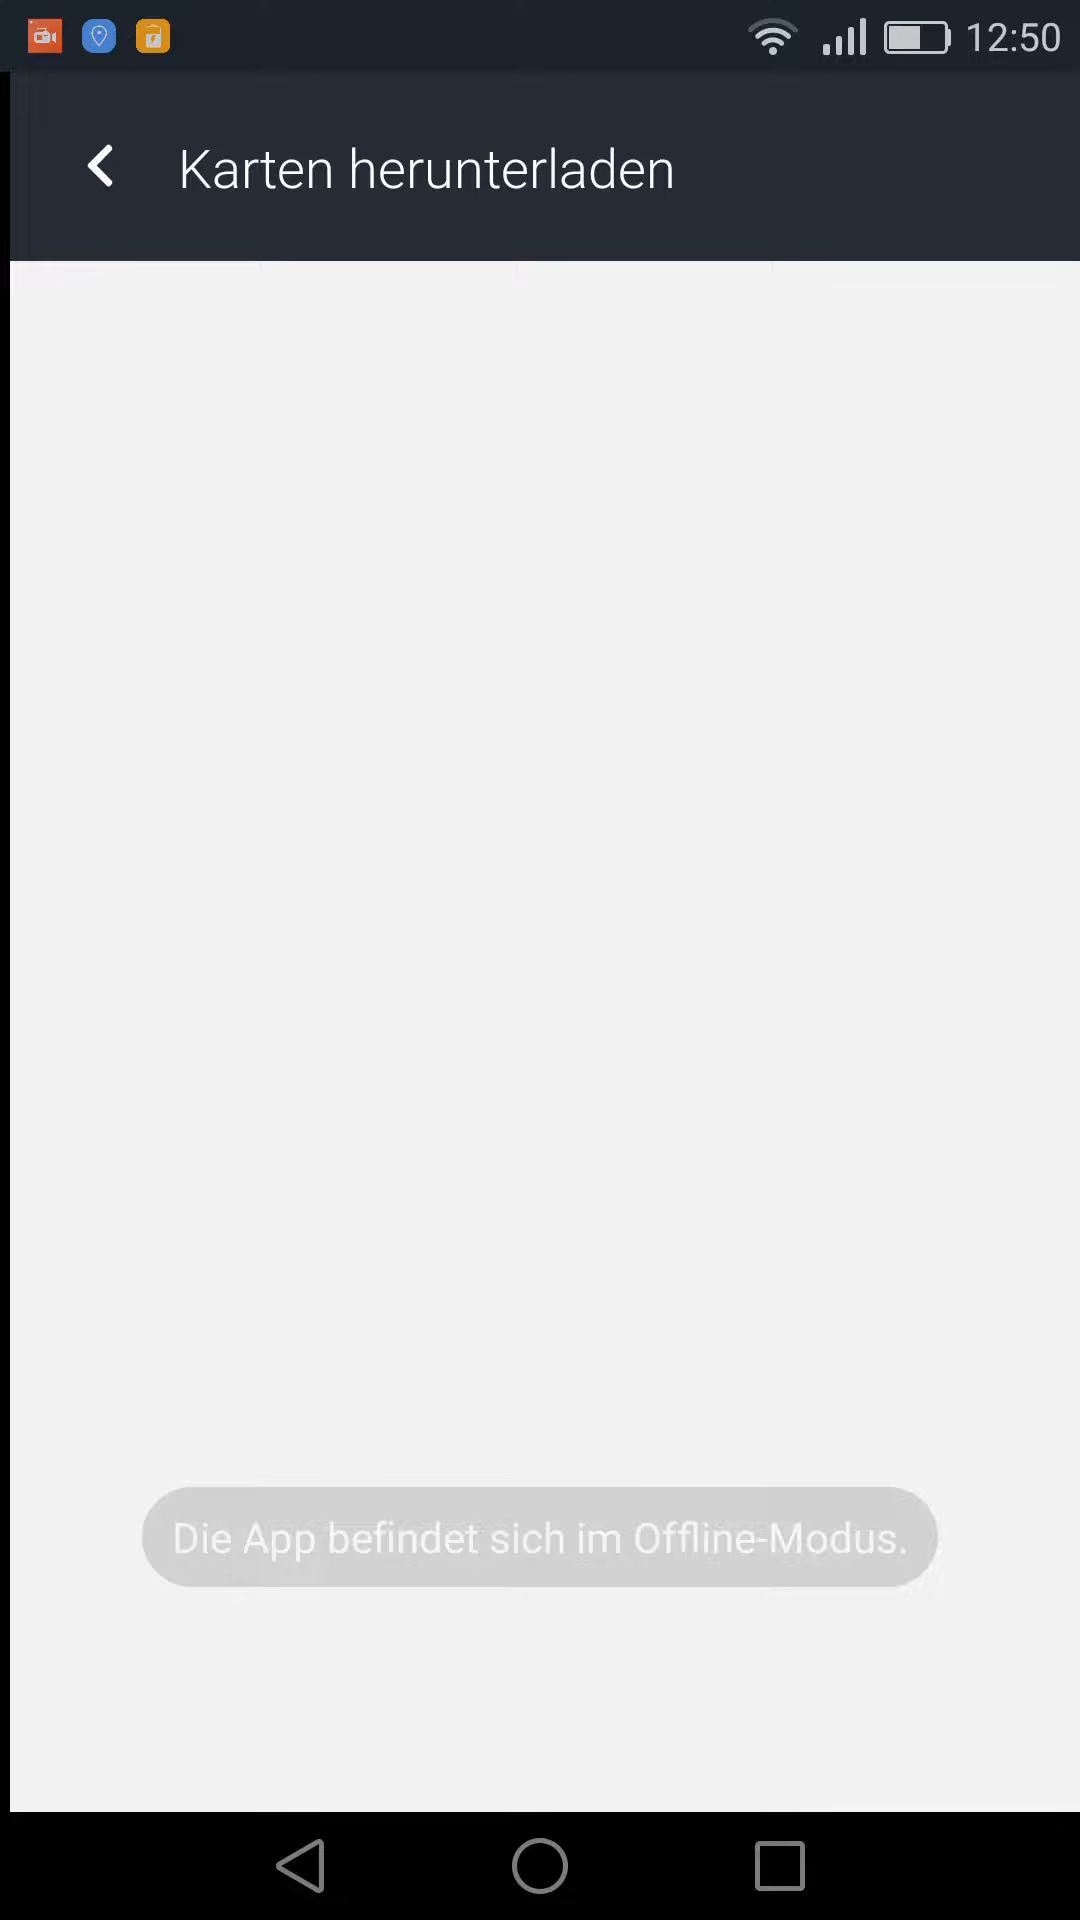 12:50
Karten herunterladen
Die App befindet sich im Offline-Modus.